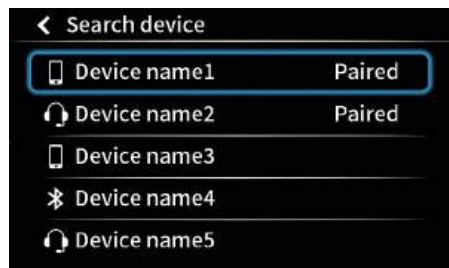 Search device
Device name1 Paired
Device name2 Paired
Device name3
Device name4
Device name5